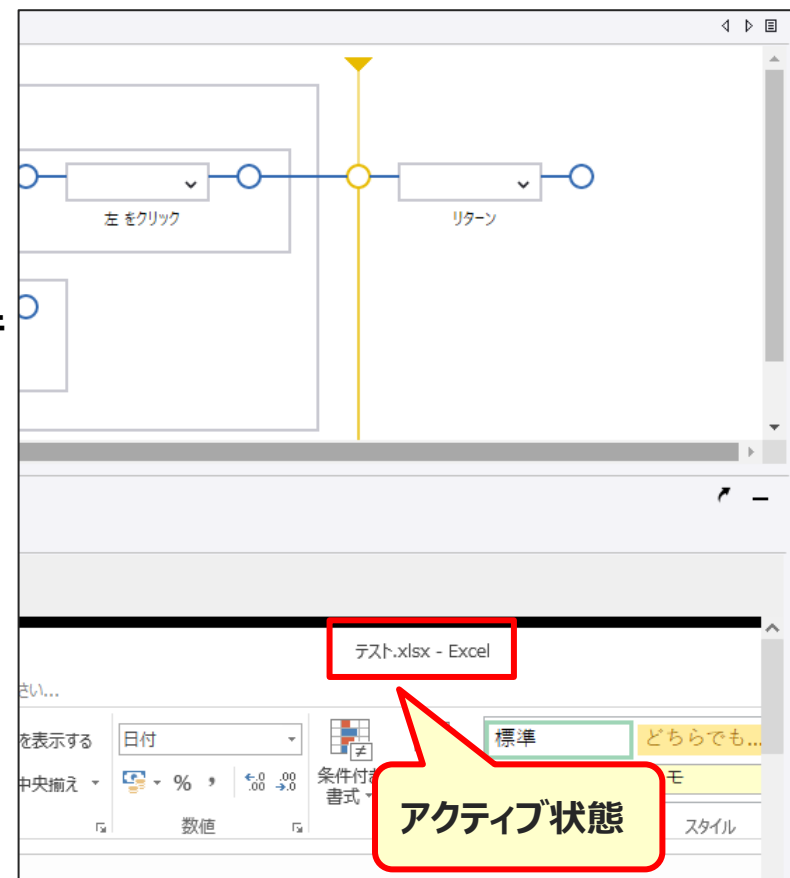 左 をクリック
リターン
テスト.xlsx - Excel
さい...
を表示する
日付
標準
どちらでも...
中央揃え
% , .00
条件付き
書式
アクティブ状態
モ
数値
スタイル